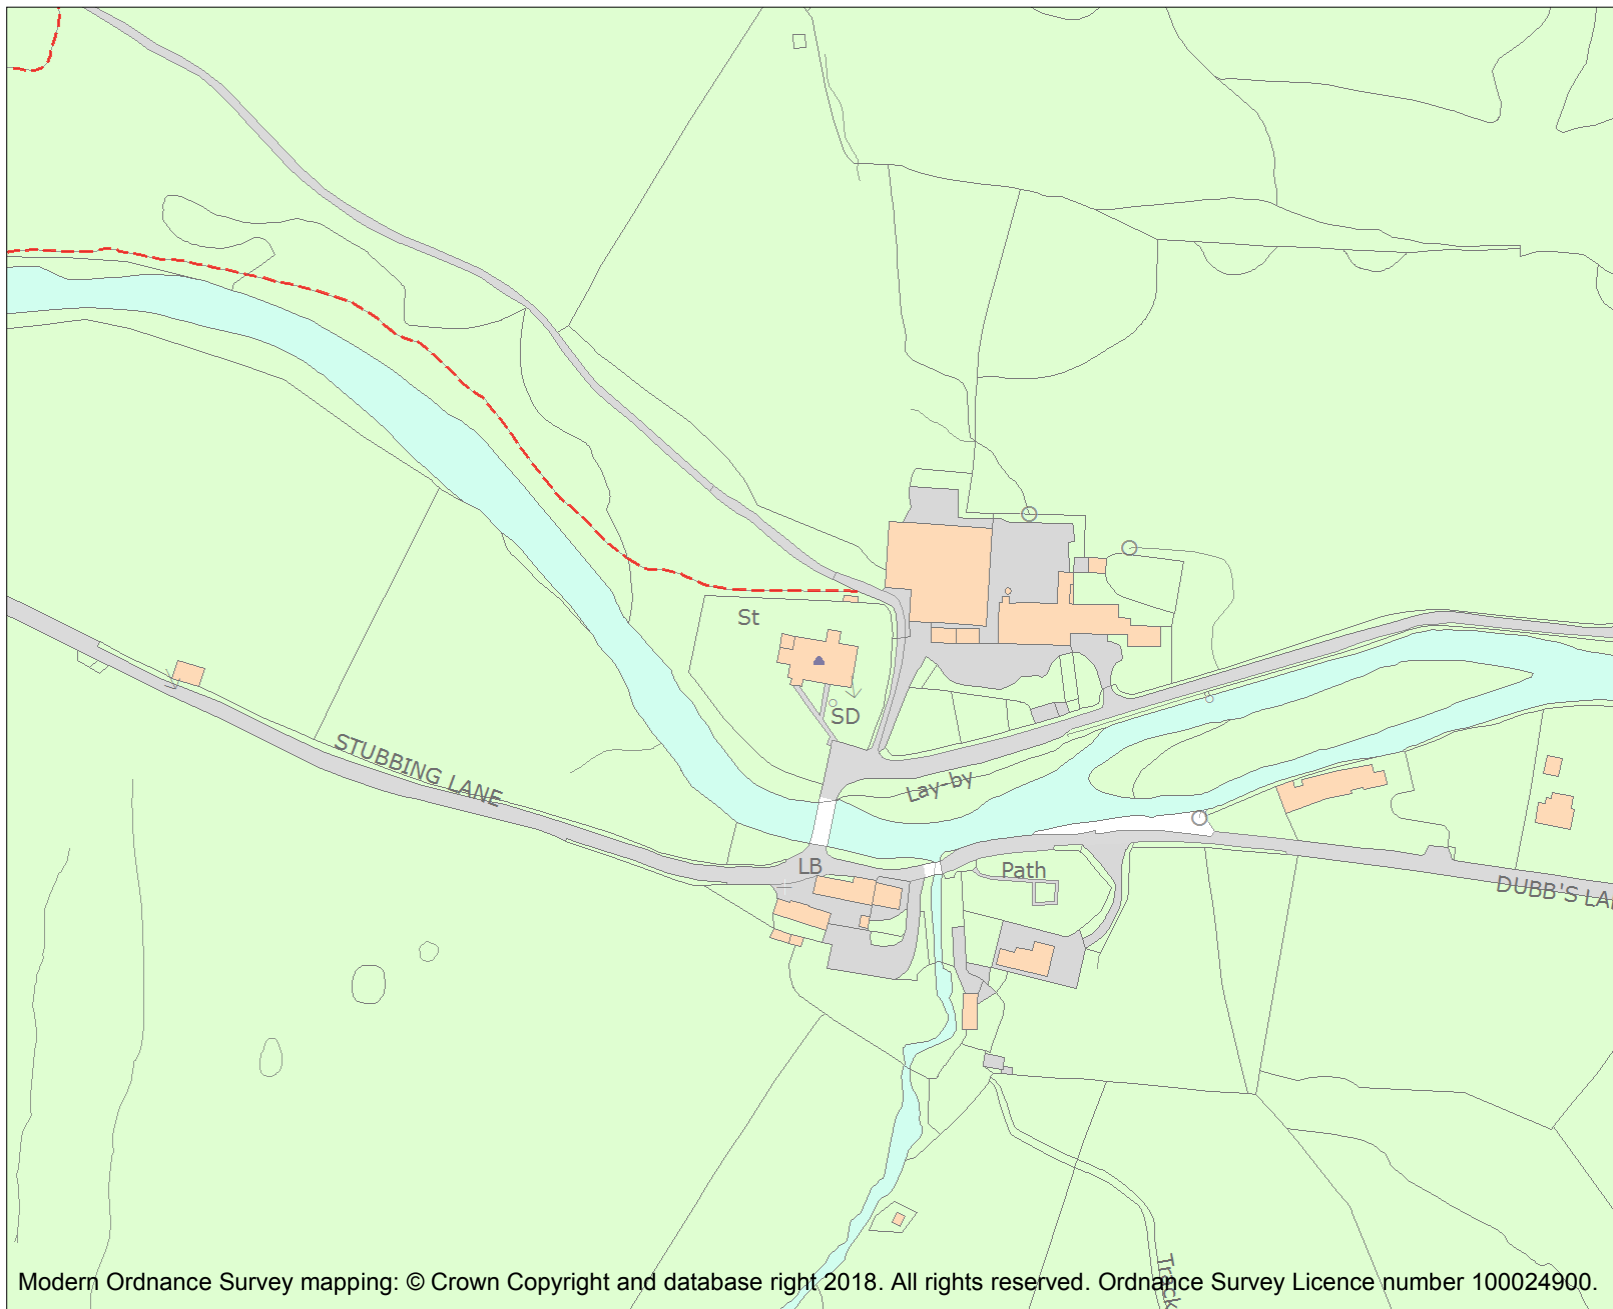 St
SD
STUBBING LANE
Lay-by
LB
Path
DUBB'S LA
Track
Modern Ordnance Survey mapping: © Crown Copyright and database right 2018. All rights reserved. Ordnance Survey Licence number 100024900.